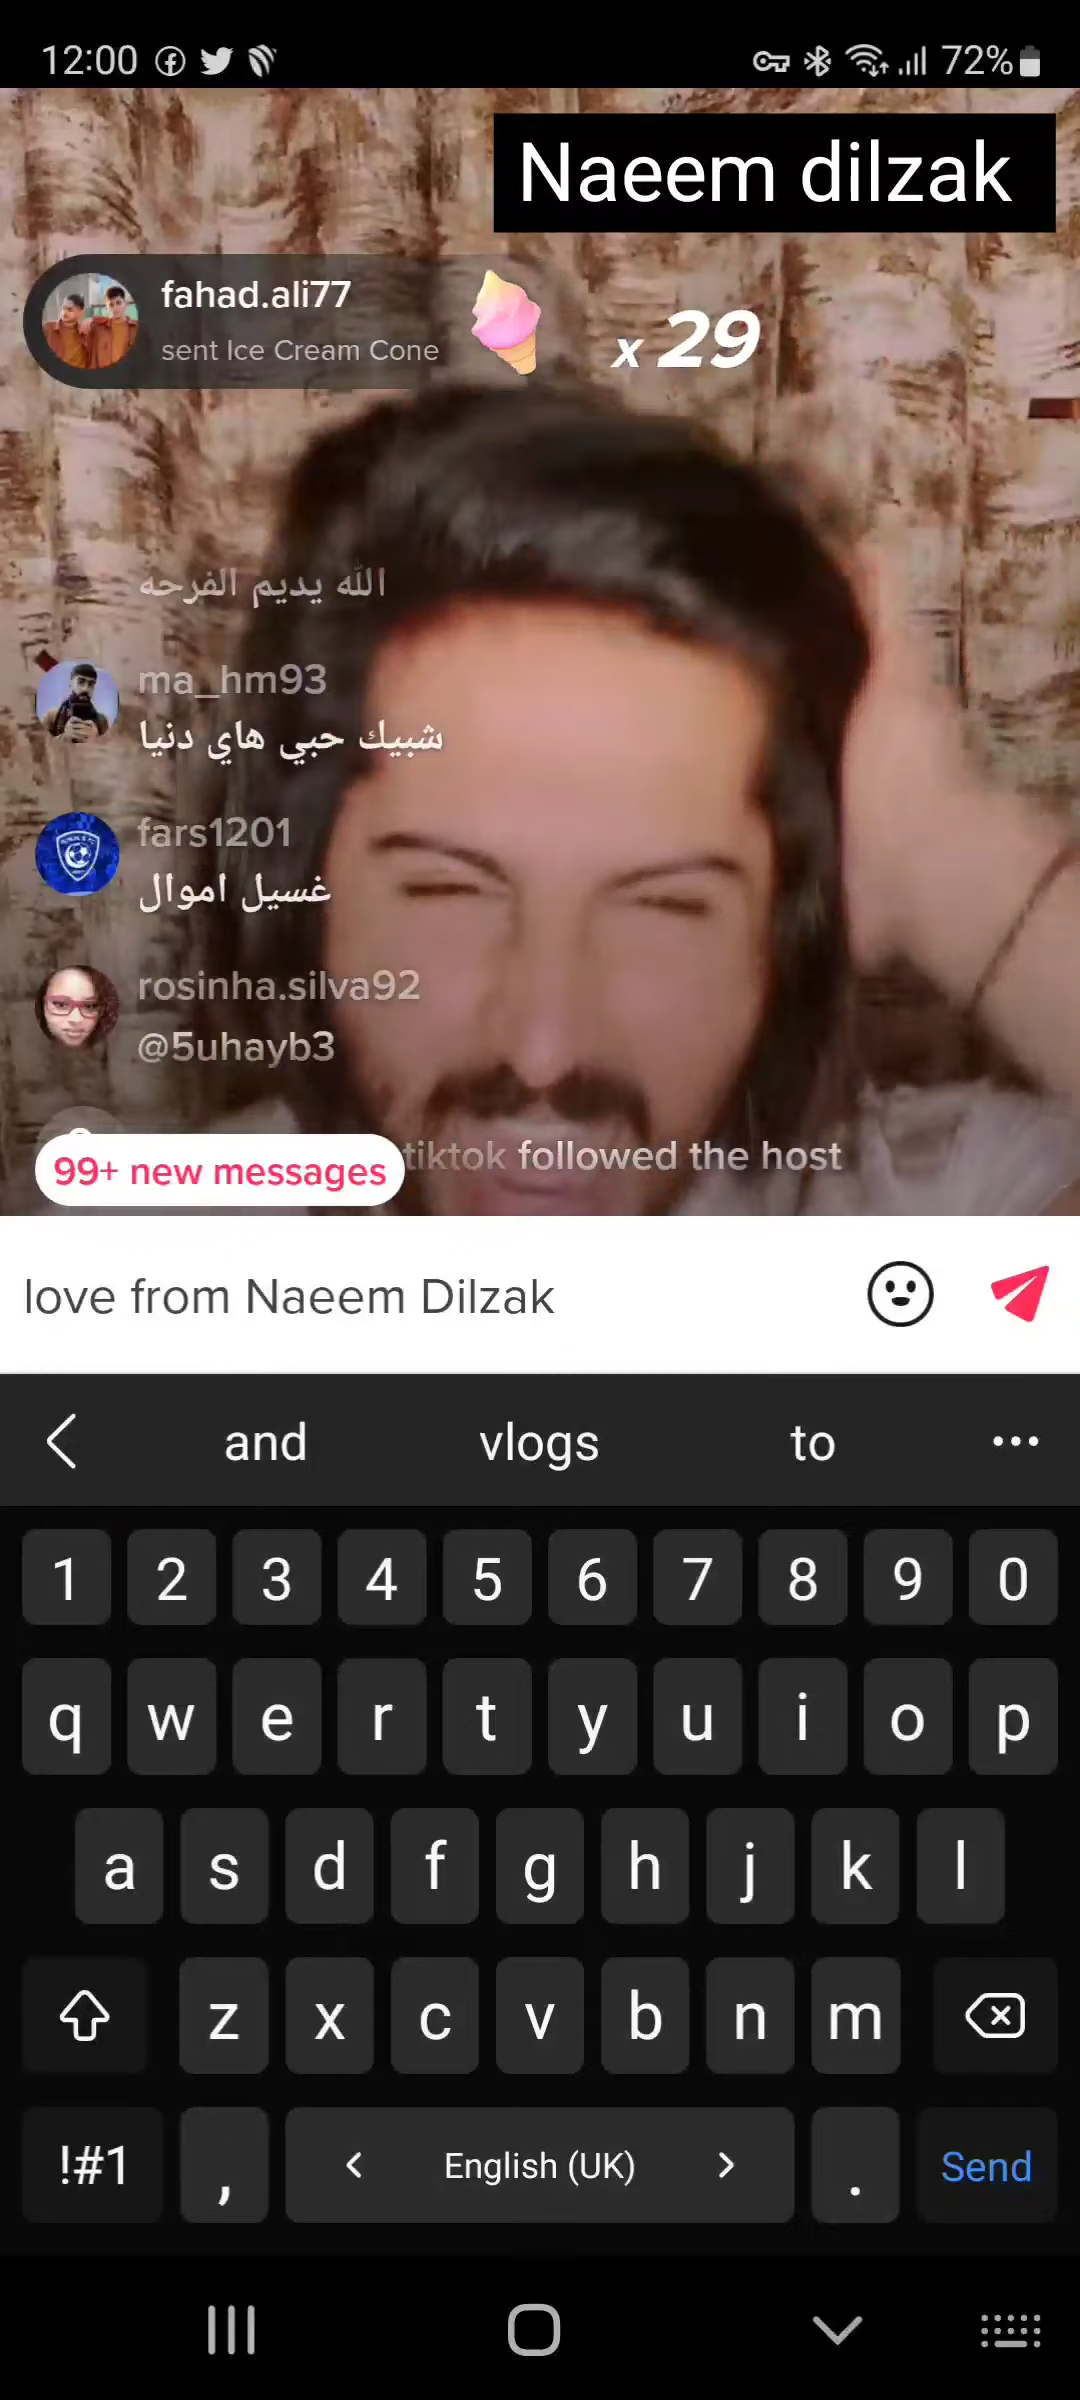 12:00
72%
Naeem dilzak
fahad.ali77
sent Ice Cream Cone
x 29
الله يديم الفرحه
ma_hm93
شبيك حبي هاي دنيا
fars1201
غسيل اموال
rosinha.silva92
@5uhayb3
99+ new messages
tiktok followed the host
love from Naeem Dilzak
and vlogs to
1 2 3 4 5 6 7 8 9 0
q w e r t y u i o p
a s d f g h j k l
z x c v b n m
!#1 , English (UK) . Send